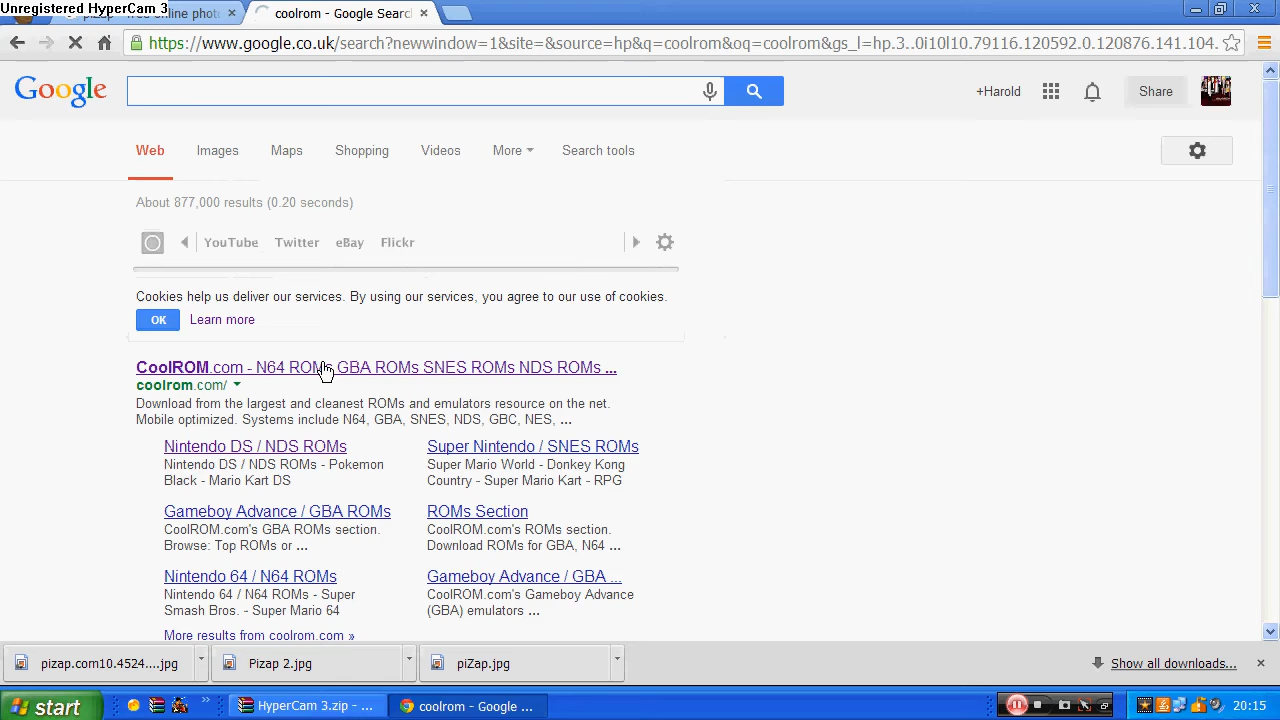 Unregistered HyperCam 3
pizap - free online photo
coolrom - Google Search
https://www.google.co.uk/search?newwindow=1&site=&source=hp&q=coolrom&oq=coolrom&gs_l=hp.3..0i10l10.79116.120592.0.120876.141.104.
Google
+Harold
Share
Web Images Maps Shopping Videos More Search tools
About 877,000 results (0.20 seconds)
YouTube Twitter eBay Flickr
Cookies help us deliver our services. By using our services, you agree to our use of cookies.
OK Learn more
CoolROM.com - N64 ROMs GBA ROMs SNES ROMs NDS ROMs ...
coolrom.com/
Download from the largest and cleanest ROMs and emulators resource on the net.
Mobile optimized. Systems include N64, GBA, SNES, NDS, GBC, NES, ...
Nintendo DS / NDS ROMs
Nintendo DS / NDS ROMs - Pokemon
Black - Mario Kart DS
Super Nintendo / SNES ROMs
Super Mario World - Donkey Kong
Country - Super Mario Kart - RPG
Gameboy Advance / GBA ROMs
CoolROM.com's GBA ROMs section.
Browse: Top ROMs or ...
ROMs Section
CoolROM.com's ROMs section.
Download ROMs for GBA, N64 ...
Nintendo 64 / N64 ROMs
Nintendo 64 / N64 ROMs - Super
Smash Bros. - Super Mario 64
Gameboy Advance / GBA ...
CoolROM.com's Gameboy Advance
(GBA) emulators ...
More results from coolrom.com »
pizap.com10.4524....jpg
Pizap 2.jpg
piZap.jpg
Show all downloads...
start
HyperCam 3.zip - ...
coolrom - Google ...
20:15